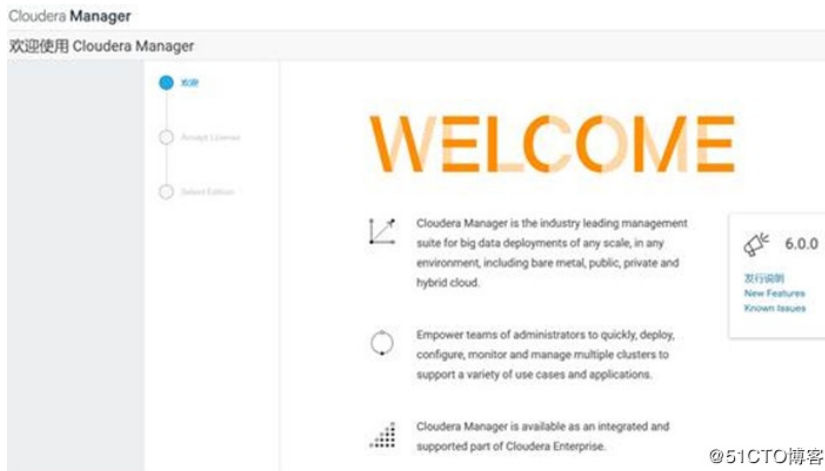 Cloudera Manager
欢迎使用 Cloudera Manager
欢迎
Accept License
Select Edition
WELCOME
Cloudera Manager is the industry leading management
suite for big data deployments of any scale, in any
environment, including bare metal, public, private and
hybrid cloud.
6.0.0
发行说明
New Features
Known Issues
Empower teams of administrators to quickly, deploy,
configure, monitor and manage multiple clusters to
support a variety of use cases and applications.
Cloudera Manager is available as an integrated and
supported part of Cloudera Enterprise.
@51CTO博客